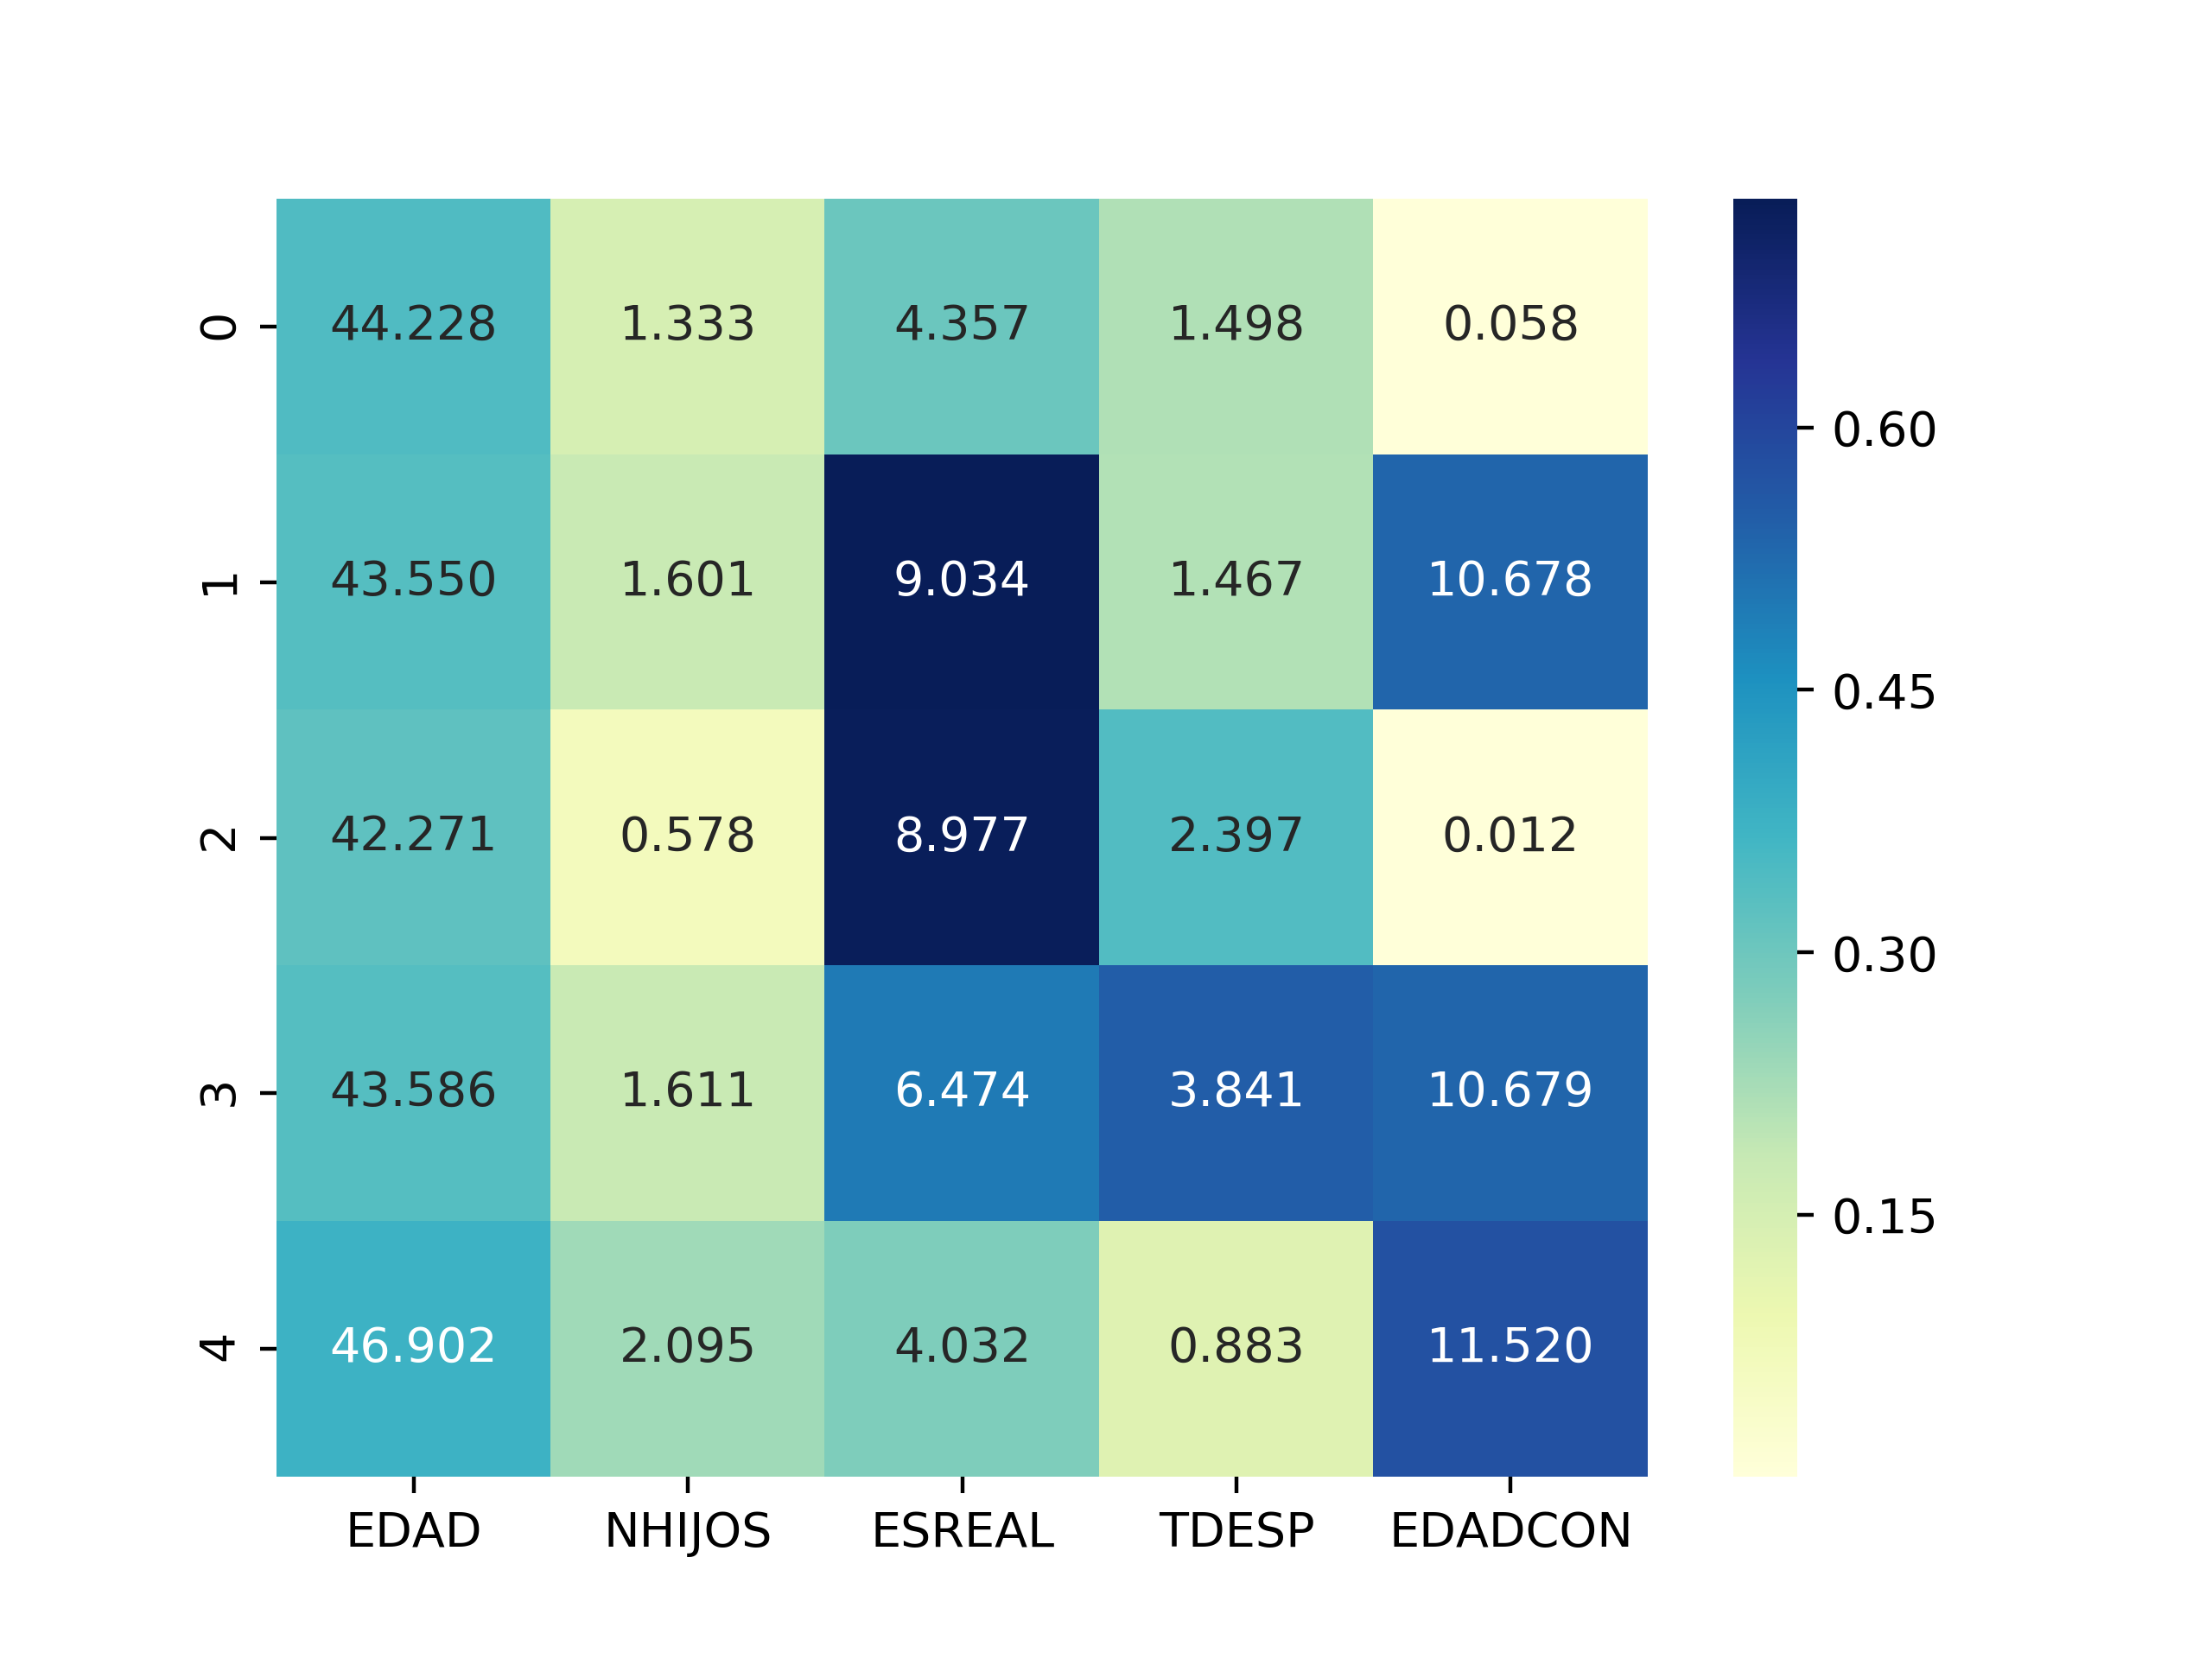 0 44.228 1.333 4.357 1.498 0.058
1 43.550 1.601 9.034 1.467 10.678
2 42.271 0.578 8.977 2.397 0.012
3 43.586 1.611 6.474 3.841 10.679
4 46.902 2.095 4.032 0.883 11.520
EDAD NHIJOS ESREAL TDESP EDADCON
0.60
0.45
0.30
0.15